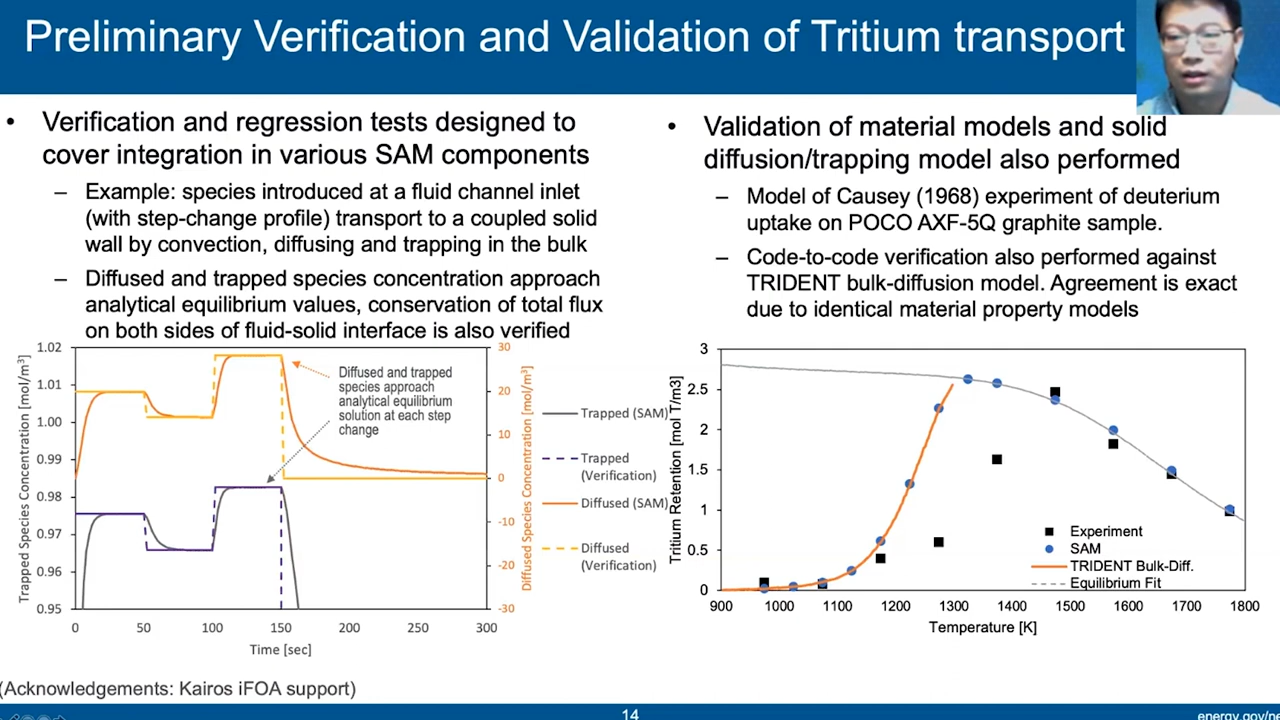 Preliminary Verification and Validation of Tritium transport
• Verification and regression tests designed to
cover integration in various SAM components
– Example: species introduced at a fluid channel inlet
(with step-change profile) transport to a coupled solid
wall by convection, diffusing and trapping in the bulk
– Diffused and trapped species concentration approach
analytical equilibrium values, conservation of total flux
on both sides of fluid-solid interface is also verified
Trapped Species Concentration [mol/m³]
1.02
1.01
1.00
0.99
0.98
0.97
0.96
0.95
0
50
100
150
200
250
300
Time [sec]
30
20
10
0
-10
-20
-30
Diffused Species Concentration [mol/m³]
Diffused and trapped
species approach
analytical equilibrium
solution at each step
change
Trapped (SAM)
Trapped
(Verification)
Diffused (SAM)
Diffused
(Verification)
(Acknowledgements: Kairos iFOA support)
• Validation of material models and solid
diffusion/trapping model also performed
– Model of Causey (1968) experiment of deuterium
uptake on POCO AXF-5Q graphite sample.
– Code-to-code verification also performed against
TRIDENT bulk-diffusion model. Agreement is exact
due to identical material property models
Tritium Retention [mol T/m3]
3
2.5
2
1.5
1
0.5
0
900
1000
1100
1200
1300
1400
1500
1600
1700
1800
Temperature [K]
Experiment
SAM
TRIDENT Bulk-Diff.
Equilibrium Fit
14
energy.gov/ne